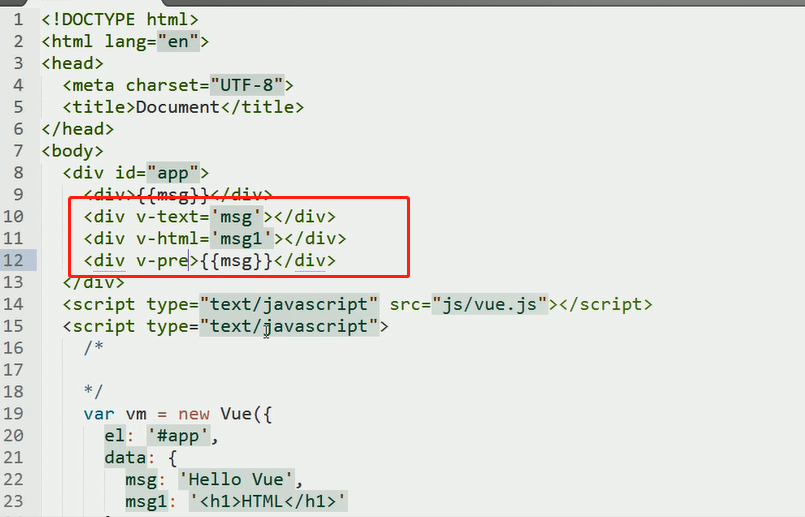 1 <!DOCTYPE html>
2 <html lang="en">
3 <head>
4 <meta charset="UTF-8">
5 <title>Document</title>
6 </head>
7 <body>
8 <div id="app">
9 <div>{{msg}}</div>
10 <div v-text='msg'></div>
11 <div v-html='msg1'></div>
12 <div v-pre>{{msg}}</div>
13 </div>
14 <script type="text/javascript" src="js/vue.js"></script>
15 <script type="text/javascript">
16 /*
17
18 */
19 var vm = new Vue({
20 el: '#app',
21 data: {
22 msg: 'Hello Vue',
23 msg1: '<h1>HTML</h1>'